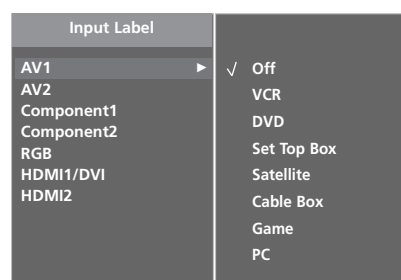 Input Label
AV1
AV2
Component1
Component2
RGB
HDMI1/DVI
HDMI2
Off
VCR
DVD
Set Top Box
Satellite
Cable Box
Game
PC